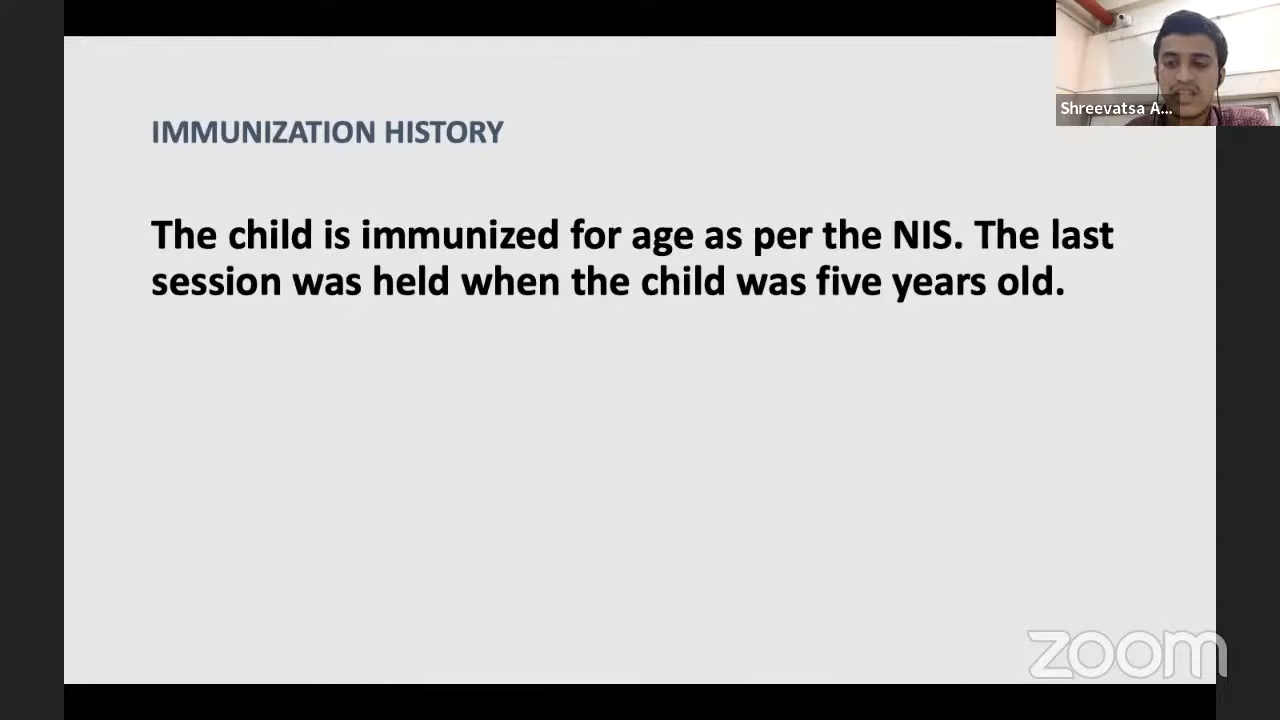 Shreevatsa A...
IMMUNIZATION HISTORY
The child is immunized for age as per the NIS. The last
session was held when the child was five years old.
zoom